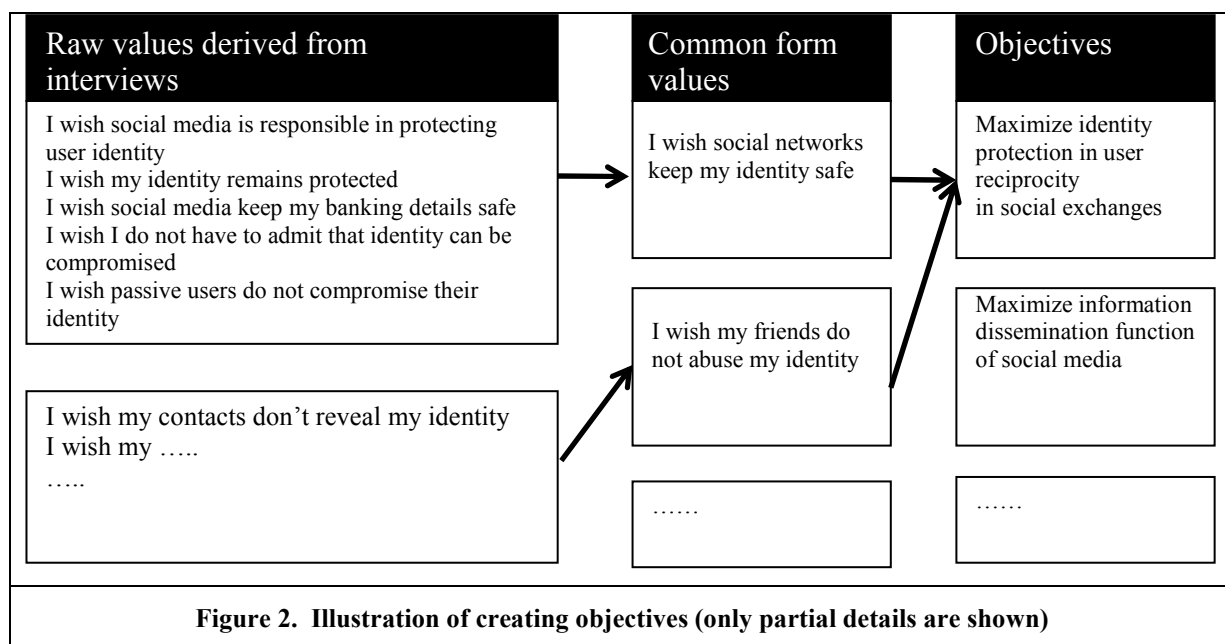 Raw values derived from
interviews
I wish social media is responsible in protecting
user identity
I wish my identity remains protected
I wish social media keep my banking details safe
I wish I do not have to admit that identity can be
compromised
I wish passive users do not compromise their
identity
I wish my contacts don’t reveal my identity
I wish my …..
…..
Common form
values
I wish social networks
keep my identity safe
I wish my friends do
not abuse my identity
……
Objectives
Maximize identity
protection in user
reciprocity
in social exchanges
Maximize information
dissemination function
of social media
……
Figure 2. Illustration of creating objectives (only partial details are shown)